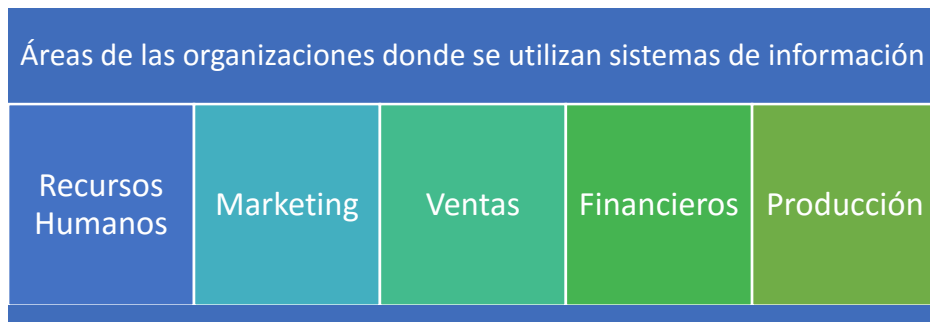 Áreas de las organizaciones donde se utilizan sistemas de información
Recursos
Humanos
Marketing
Ventas
Financieros
Producción